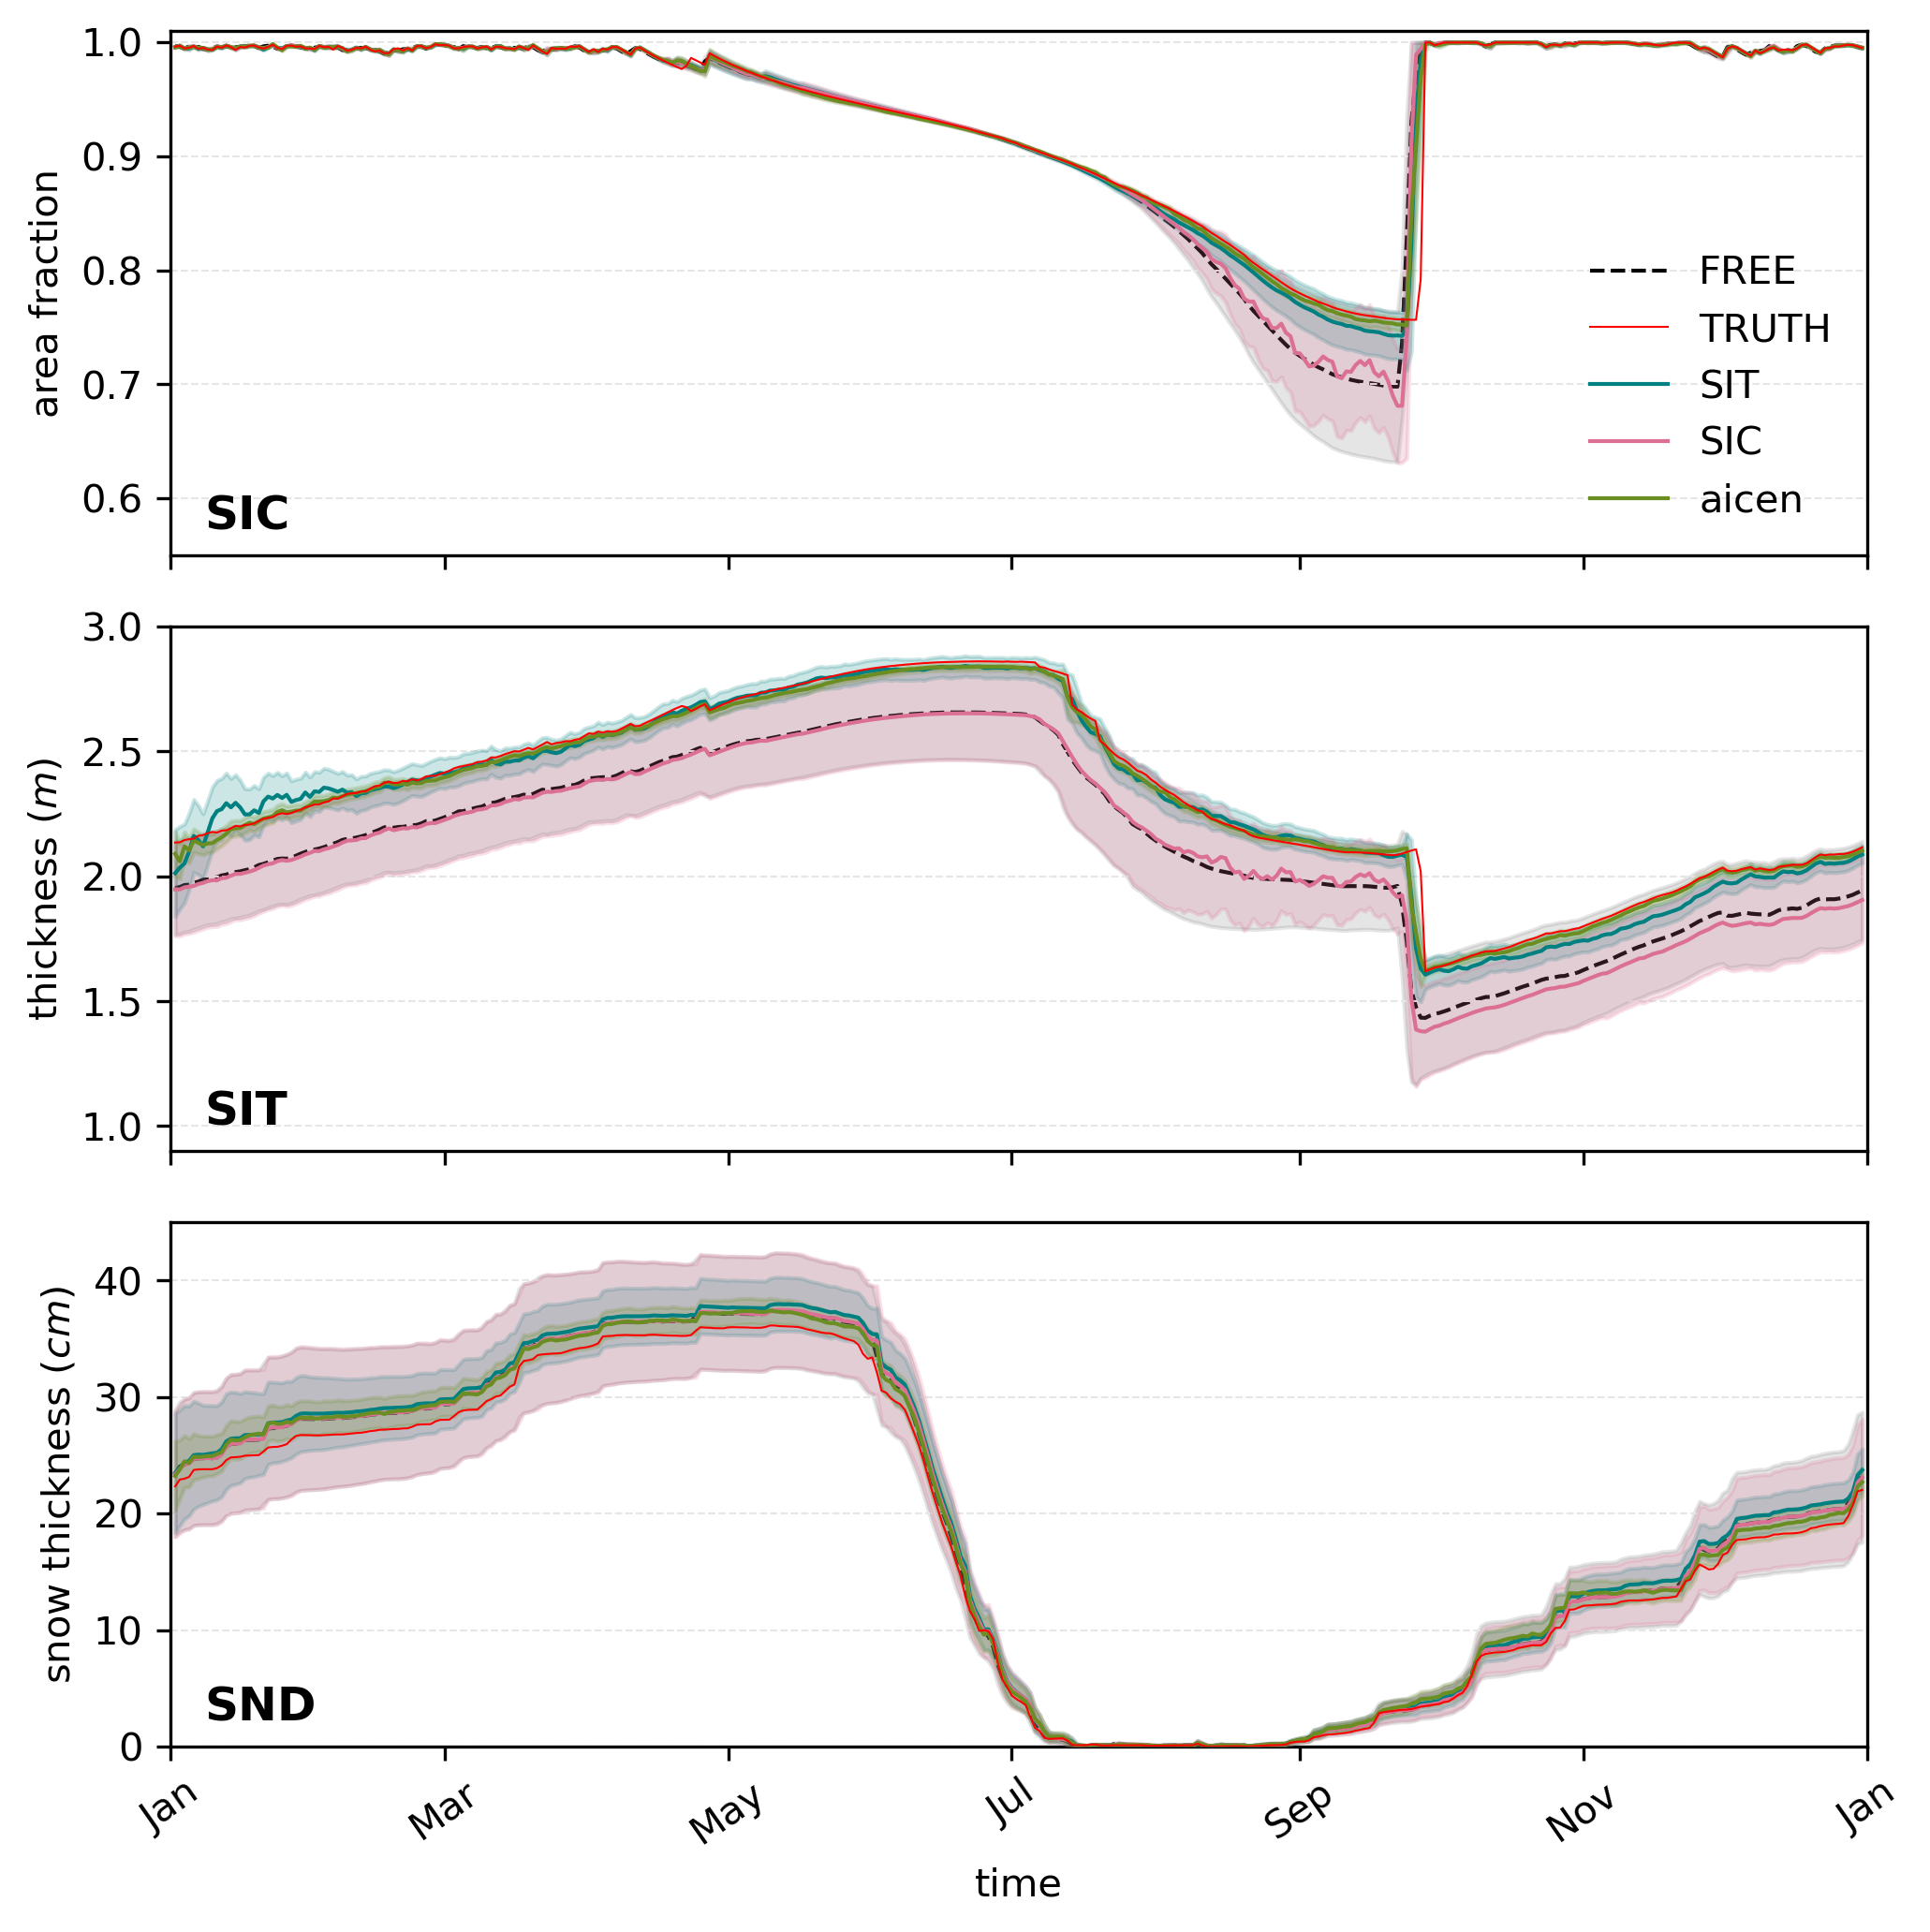 1.0
0.9
0.8
0.7
0.6
area fraction
SIC
FREE
TRUTH
SIT
SIC
aicen
3.0
2.5
2.0
1.5
1.0
thickness (m)
SIT
40
30
20
10
0
snow thickness (cm)
SND
Jan
Mar
May
Jul
Sep
Nov
Jan
time